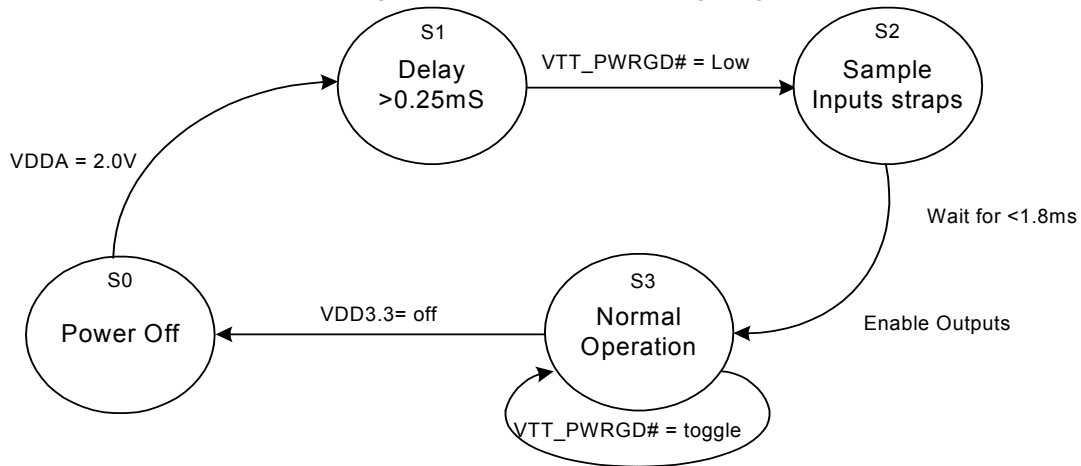 S1
Delay
>0.25mS
VTT_PWRGD# = Low
S2
Sample
Inputs straps
VDDA = 2.0V
Wait for <1.8ms
S0
Power Off
VDD3.3= off
S3
Normal
Operation
Enable Outputs
VTT_PWRGD# = toggle